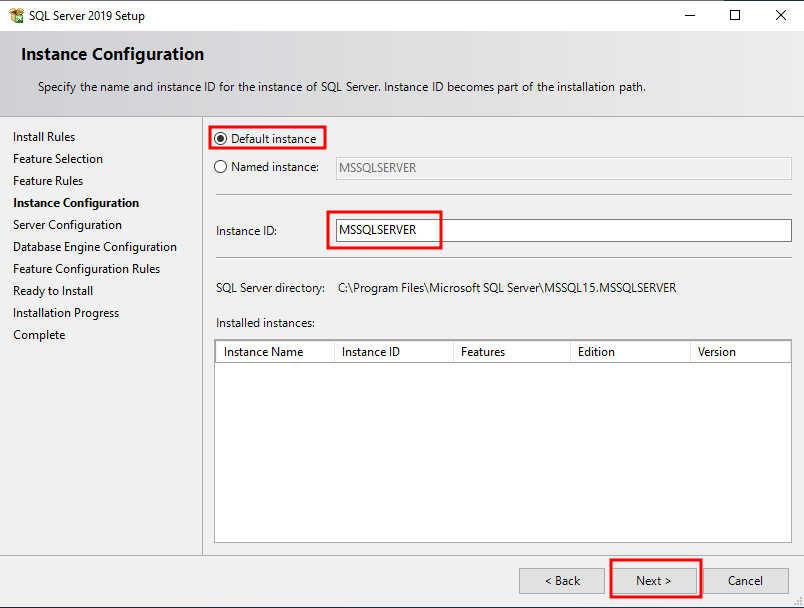 SQL Server 2019 Setup
Instance Configuration
Specify the name and instance ID for the instance of SQL Server. Instance ID becomes part of the installation path.
Install Rules
Feature Selection
Feature Rules
Instance Configuration
Server Configuration
Database Engine Configuration
Feature Configuration Rules
Ready to Install
Installation Progress
Complete
Default instance
Named instance: MSSQLSERVER
Instance ID: MSSQLSERVER
SQL Server directory: C:\Program Files\Microsoft SQL Server\MSSQL15.MSSQLSERVER
Installed instances:
Instance Name Instance ID Features Edition Version
< Back Next > Cancel